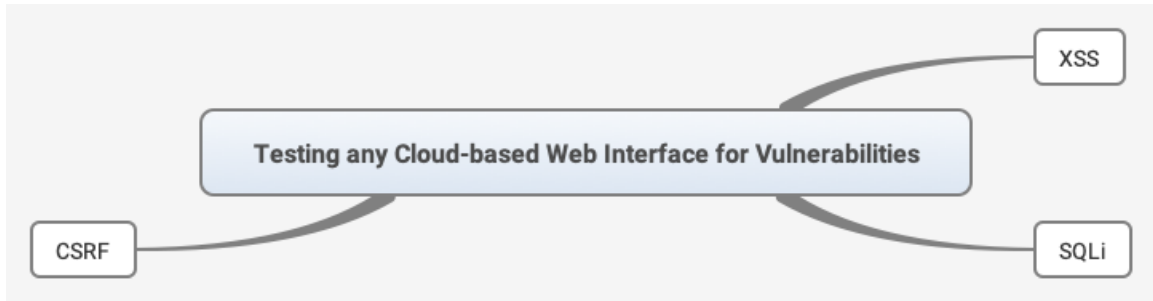 XSS
Testing any Cloud-based Web Interface for Vulnerabilities
CSRF
SQLi